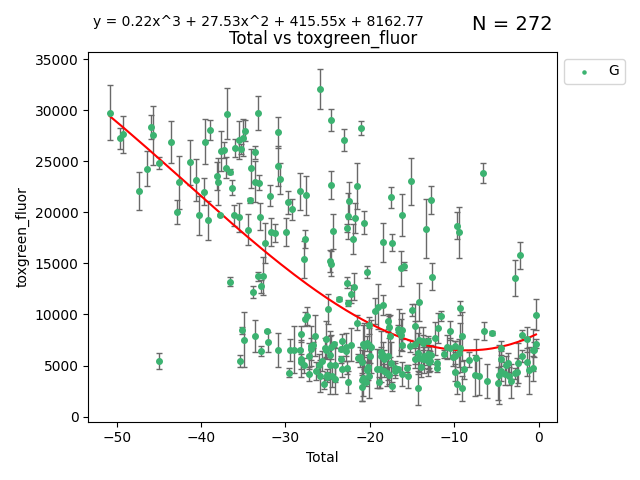 y = 0.22x^3 + 27.53x^2 + 415.55x + 8162.77
N = 272
Total vs toxgreen_fluor
G
toxgreen_fluor
35000
30000
25000
20000
15000
10000
5000
0
−50
−40
−30
−20
−10
0
Total